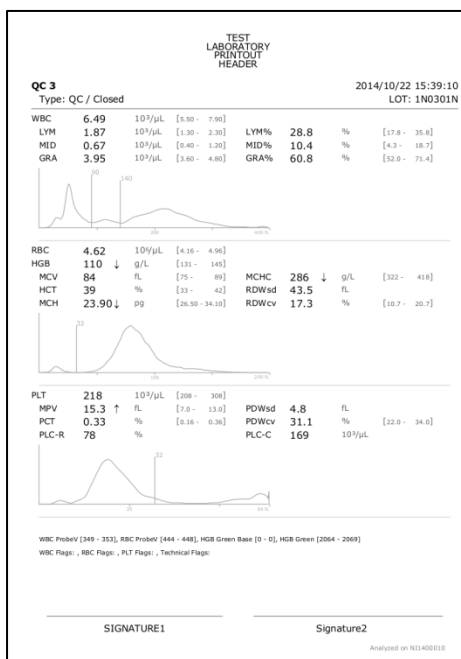 TEST
LABORATORY
PRINTOUT
HEADER
QC 3 2014/10/22 15:39:10
Type: QC / Closed LOT: 1N0301N
WBC 6.49 10³/µL [5.50 - 7.90]
LYM 1.87 10³/µL [1.30 - 2.30] LYM% 28.8 % [17.8 - 35.8]
MID 0.67 10³/µL [0.40 - 1.20] MID% 10.4 % [4.3 - 18.7]
GRA 3.95 10³/µL [3.60 - 4.80] GRA% 60.8 % [52.0 - 71.4]
90
140
200 400 fL
RBC 4.62 10⁶/µL [4.16 - 4.96]
HGB 110 ↓ g/L [131 - 145]
MCV 84 fL [75 - 89] MCHC 286 ↓ g/L [322 - 418]
HCT 39 % [33 - 42] RDWsd 43.5 fL
MCH 23.90↓ pg [26.50 - 34.10] RDWcv 17.3 % [10.7 - 20.7]
32
100 200 fL
PLT 218 10³/µL [208 - 308]
MPV 15.3 ↑ fL [7.0 - 13.0] PDWsd 4.8 fL
PCT 0.33 % [0.16 - 0.36] PDWcv 31.1 % [22.0 - 34.0]
PLC-R 78 % PLC-C 169 10³/µL
32
64 fL
WBC ProbeV [349 - 353], RBC ProbeV [444 - 448], HGB Green Base [0 - 0], HGB Green [2064 - 2069]
WBC Flags: , RBC Flags: , PLT Flags: , Technical Flags:
SIGNATURE1 Signature2
Analyzed on NI1400010